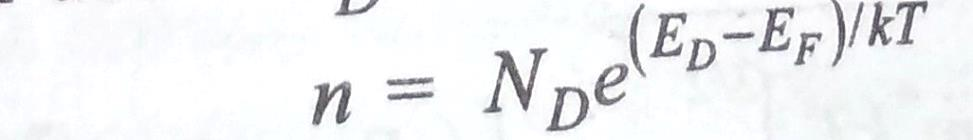 n = N_D e^{(E_D−E_F)/kT}